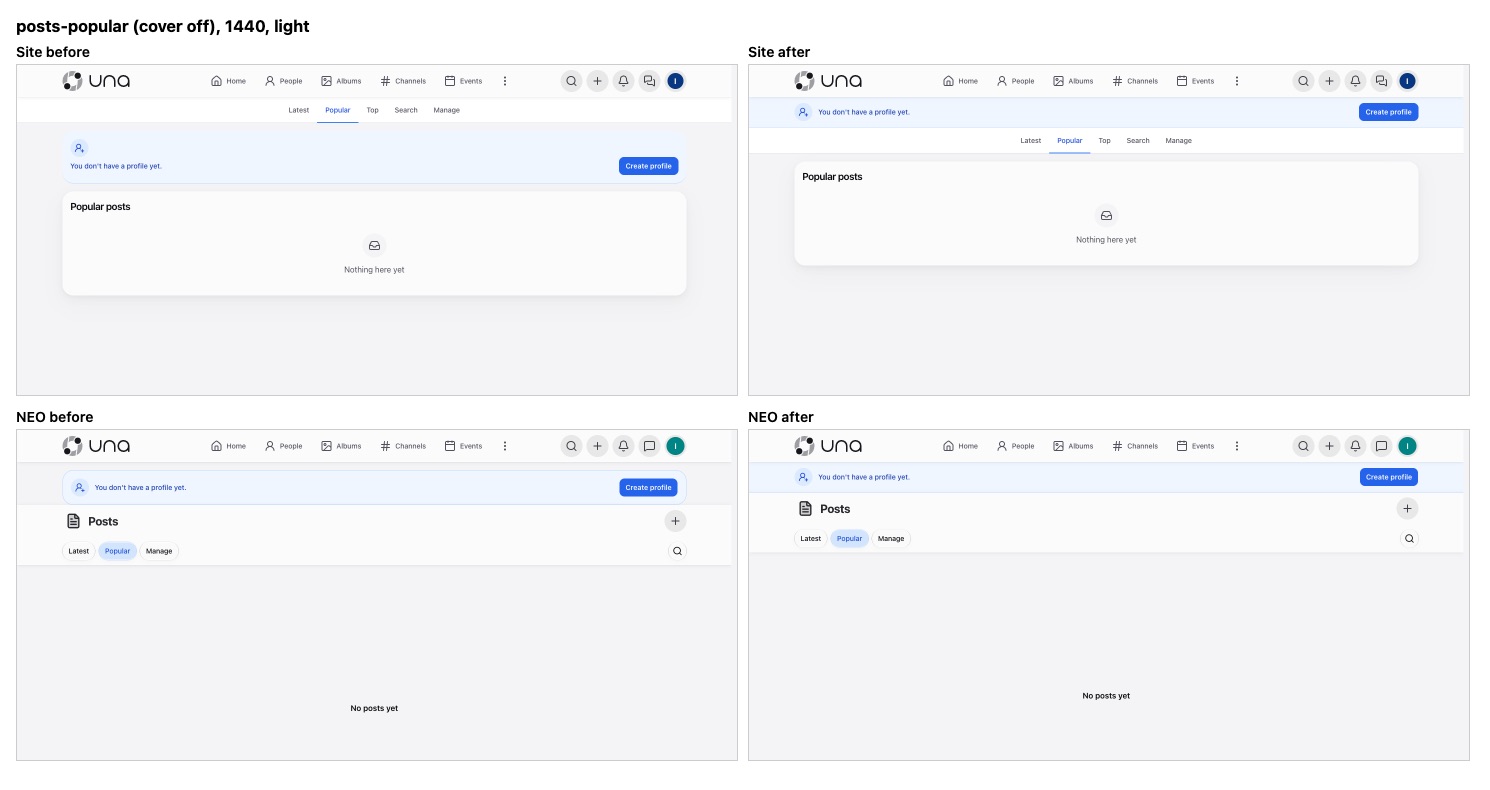 posts-popular (cover off), 1440, light
Site before
una
Home People Albums Channels Events
I
Latest Popular Top Search Manage
You don't have a profile yet.
Create profile
Popular posts
Nothing here yet
Site after
una
Home People Albums Channels Events
I
You don't have a profile yet.
Create profile
Latest Popular Top Search Manage
Popular posts
Nothing here yet
NEO before
una
Home People Albums Channels Events
I
You don't have a profile yet.
Create profile
Posts
Latest Popular Manage
No posts yet
NEO after
una
Home People Albums Channels Events
I
You don't have a profile yet.
Create profile
Posts
Latest Popular Manage
No posts yet